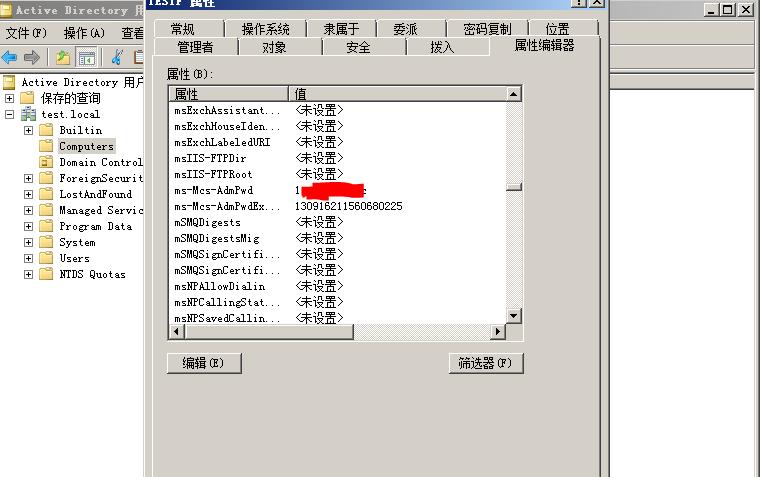 TESTP 属性
Active Directory 用
文件(F) 操作(A) 查看
常规 操作系统 隶属于 委派 密码复制 位置
管理者 对象 安全 拨入 属性编辑器
属性(B):
属性 值
msExchAssistant... <未设置>
msExchHouseIden... <未设置>
msExchLabeledURI <未设置>
msIIS-FTPDir <未设置>
msIIS-FTPRoot <未设置>
ms-Mcs-AdmPwd 1
ms-Mcs-AdmPwdEx... 130916211560680225
mSMQDigests <未设置>
mSMQDigestsMig <未设置>
mSMQSignCertifi... <未设置>
mSMQSignCertifi... <未设置>
msNPAllowDialin <未设置>
msNPCallingStat... <未设置>
msNPSavedCallin... <未设置>
编辑(E) 筛选器(F)
Active Directory 用户
保存的查询
test.local
Builtin
Computers
Domain Control
ForeignSecurit
LostAndFound
Managed Servic
Program Data
System
Users
NTDS Quotas